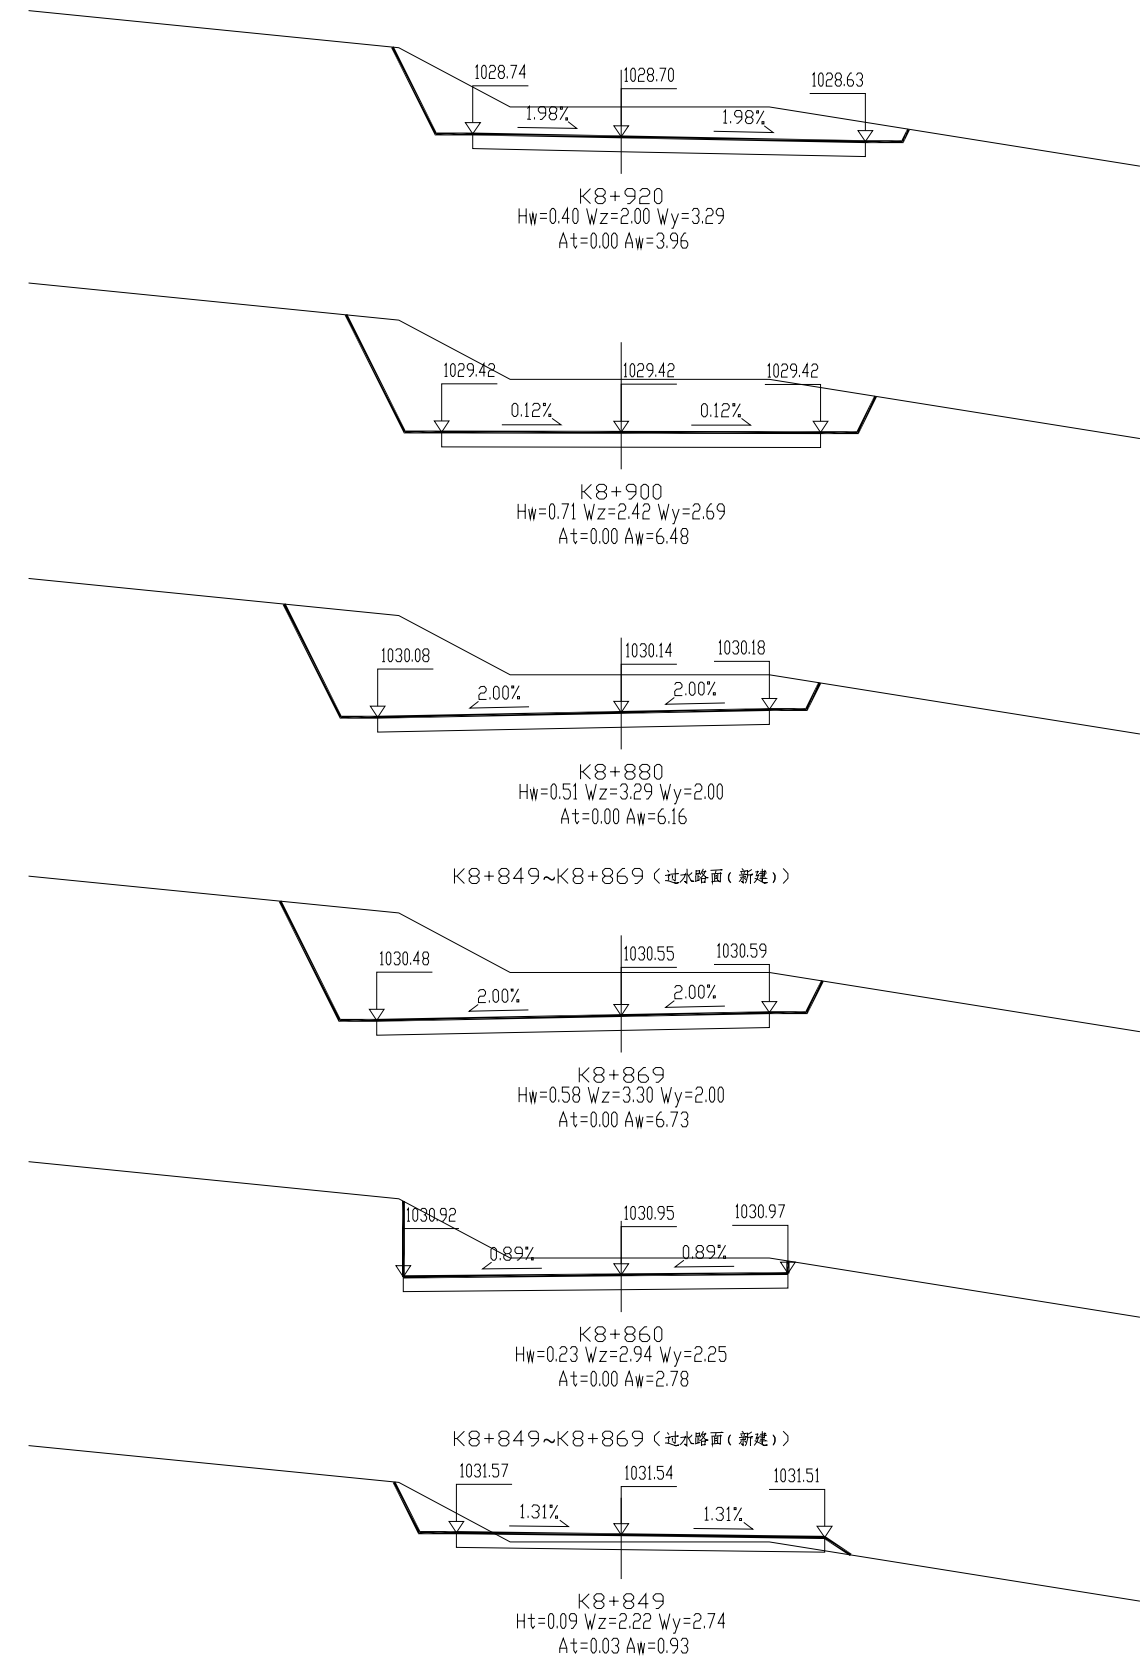 1028.74
1028.70
1028.63
1.98%
1.98%
K8+920
Hw=0.40 Wz=2.00 Wy=3.29
At=0.00 Aw=3.96
1029.42
1029.42
1029.42
0.12%
0.12%
K8+900
Hw=0.71 Wz=2.42 Wy=2.69
At=0.00 Aw=6.48
1030.08
1030.14
1030.18
2.00%
2.00%
K8+880
Hw=0.51 Wz=3.29 Wy=2.00
At=0.00 Aw=6.16
K8+849~K8+869（过水路面(新建)）
1030.48
1030.55
1030.59
2.00%
2.00%
K8+869
Hw=0.58 Wz=3.30 Wy=2.00
At=0.00 Aw=6.73
1030.92
1030.95
1030.97
0.89%
0.89%
K8+860
Hw=0.23 Wz=2.94 Wy=2.25
At=0.00 Aw=2.78
K8+849~K8+869（过水路面(新建)）
1031.57
1031.54
1031.51
1.31%
1.31%
K8+849
Ht=0.09 Wz=2.22 Wy=2.74
At=0.03 Aw=0.93